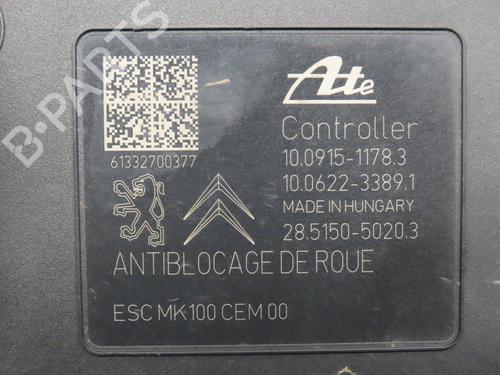 Ate
61332700377
Controller
10.0915-1178.3
10.0622-3389.1
MADE IN HUNGARY
28.5150-5020.3
ANTIBLOCAGE DE ROUE
ESC MK100 CEM 00
B-PARTS